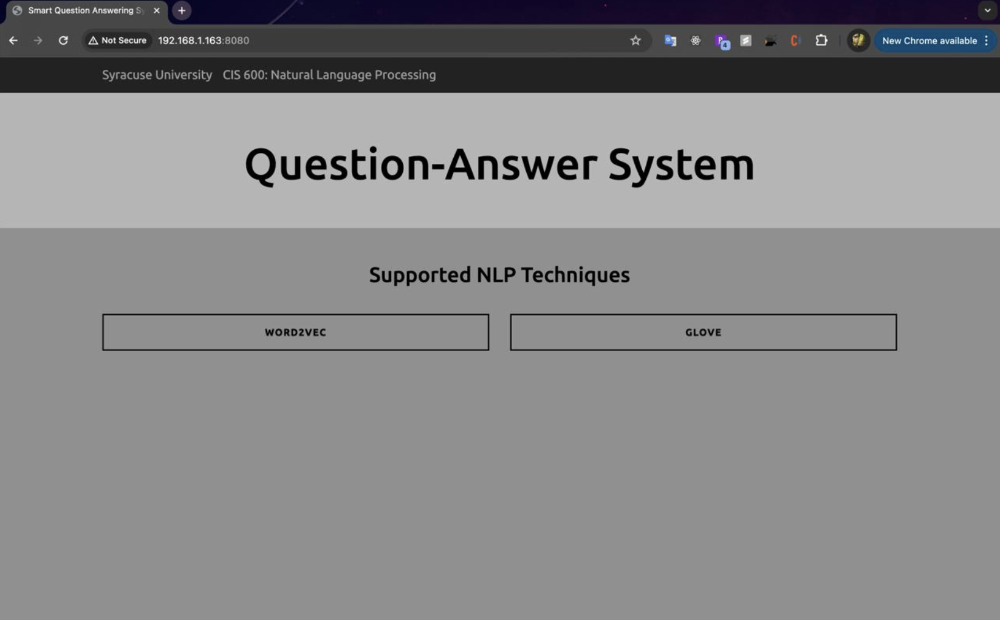 Smart Question Answering S
Not Secure 192.168.1.163:8080
4
New Chrome available
Syracuse University CIS 600: Natural Language Processing
Question-Answer System
Supported NLP Techniques
WORD2VEC GLOVE